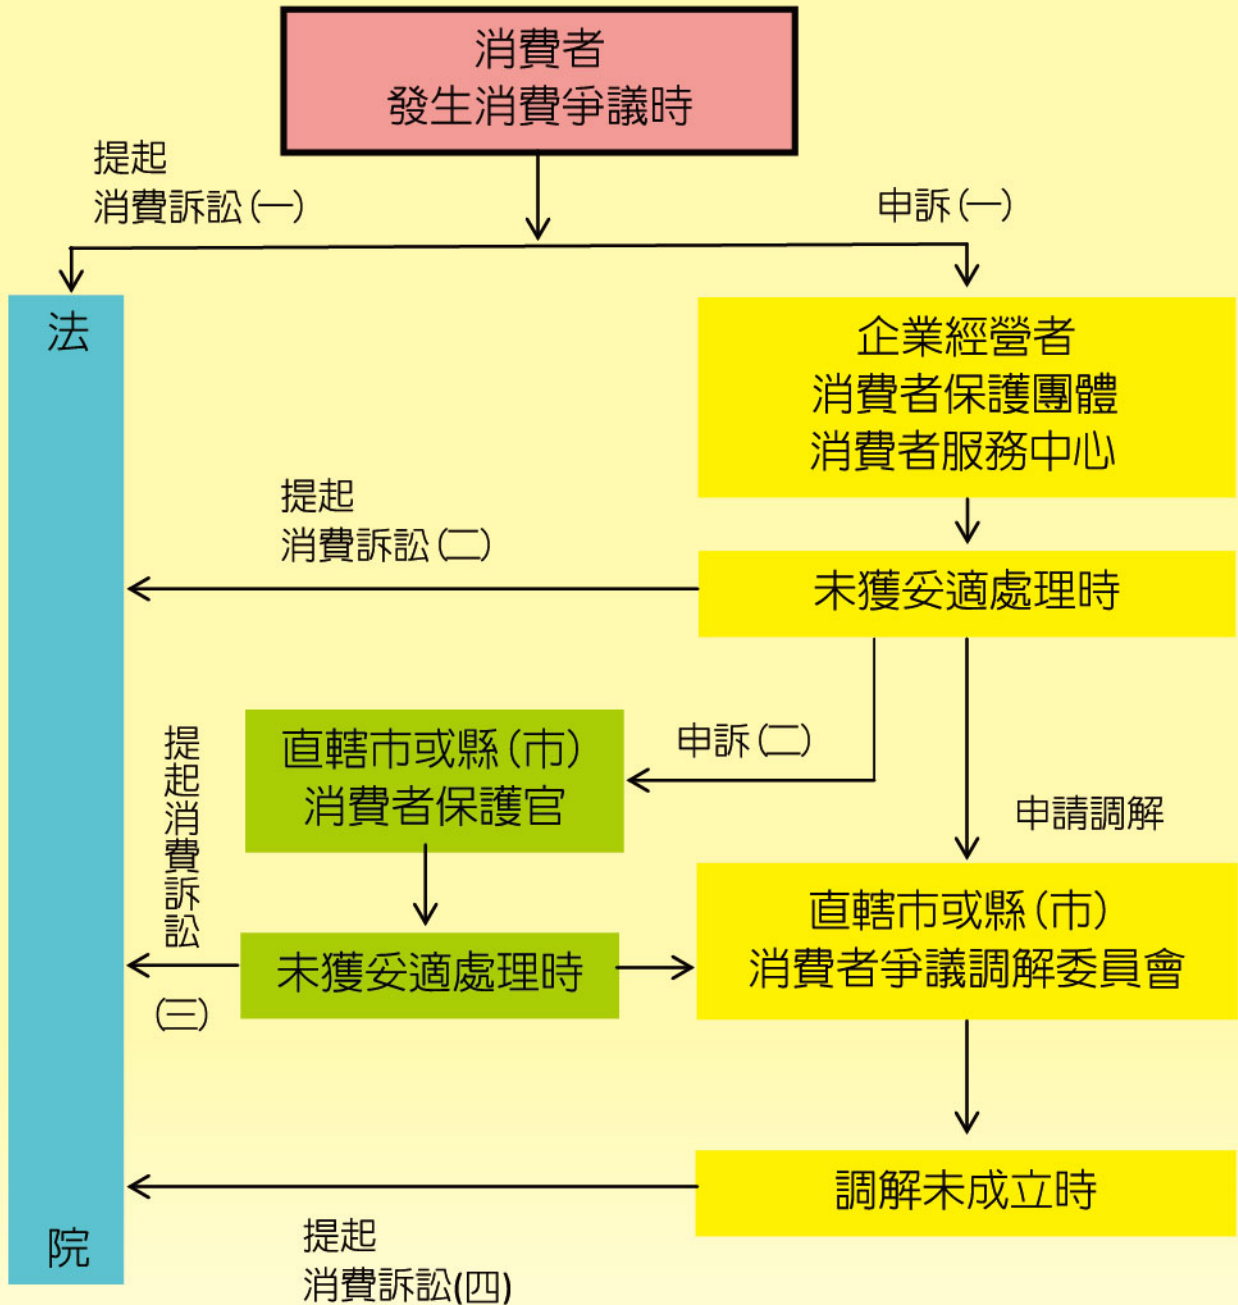 消費者
發生消費爭議時
提起
消費訴訟(一)
申訴(一)
法
院
企業經營者
消費者保護團體
消費者服務中心
提起
消費訴訟(二)
未獲妥適處理時
申訴(二)
直轄市或縣(市)
消費者保護官
申請調解
提起消費訴訟
(三)
未獲妥適處理時
直轄市或縣(市)
消費者爭議調解委員會
調解未成立時
提起
消費訴訟(四)